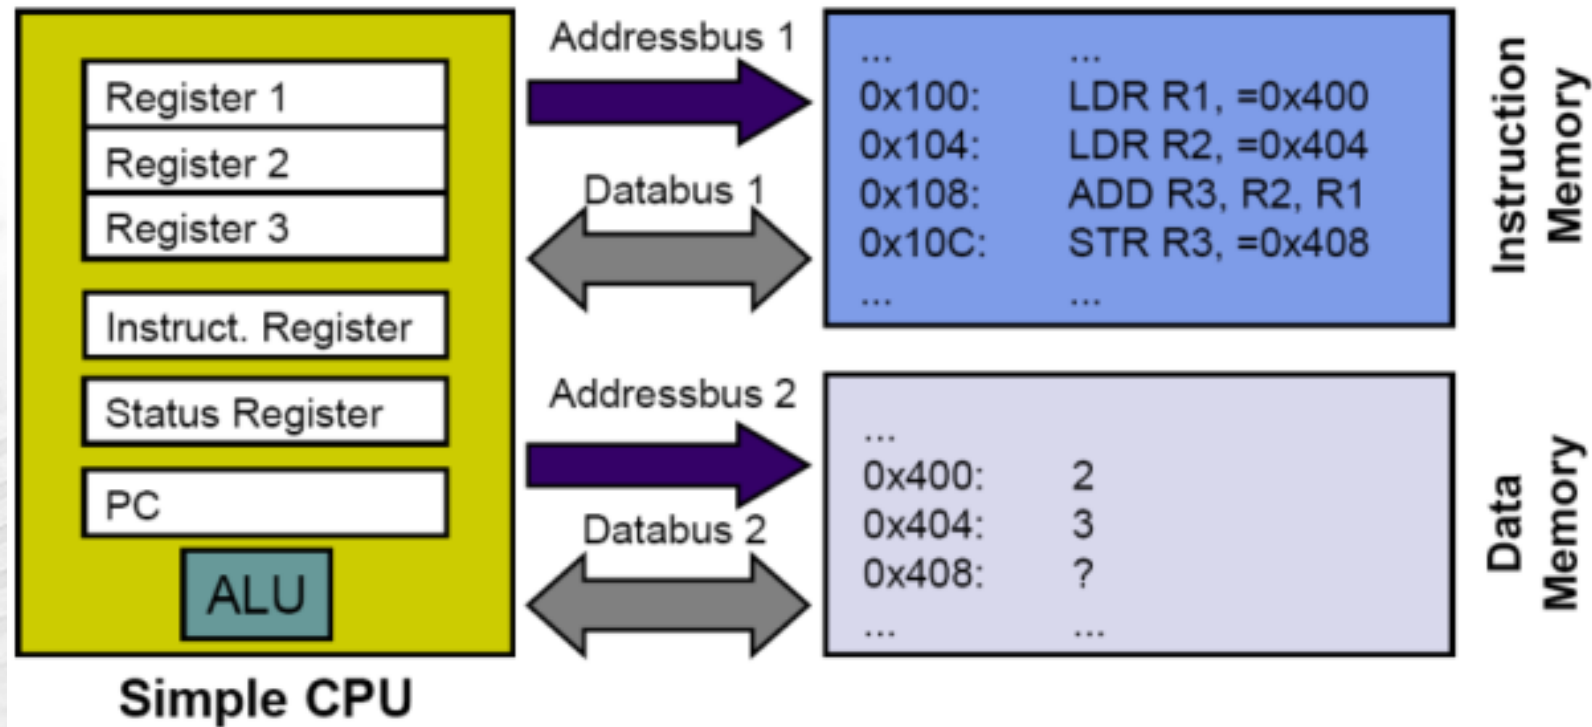 Register 1
Register 2
Register 3
Instruct. Register
Status Register
PC
ALU
Simple CPU
Addressbus 1
Databus 1
Addressbus 2
Databus 2
... ...
0x100: LDR R1, =0x400
0x104: LDR R2, =0x404
0x108: ADD R3, R2, R1
0x10C: STR R3, =0x408
... ...
Instruction
Memory
...
0x400: 2
0x404: 3
0x408: ?
... ...
Data
Memory